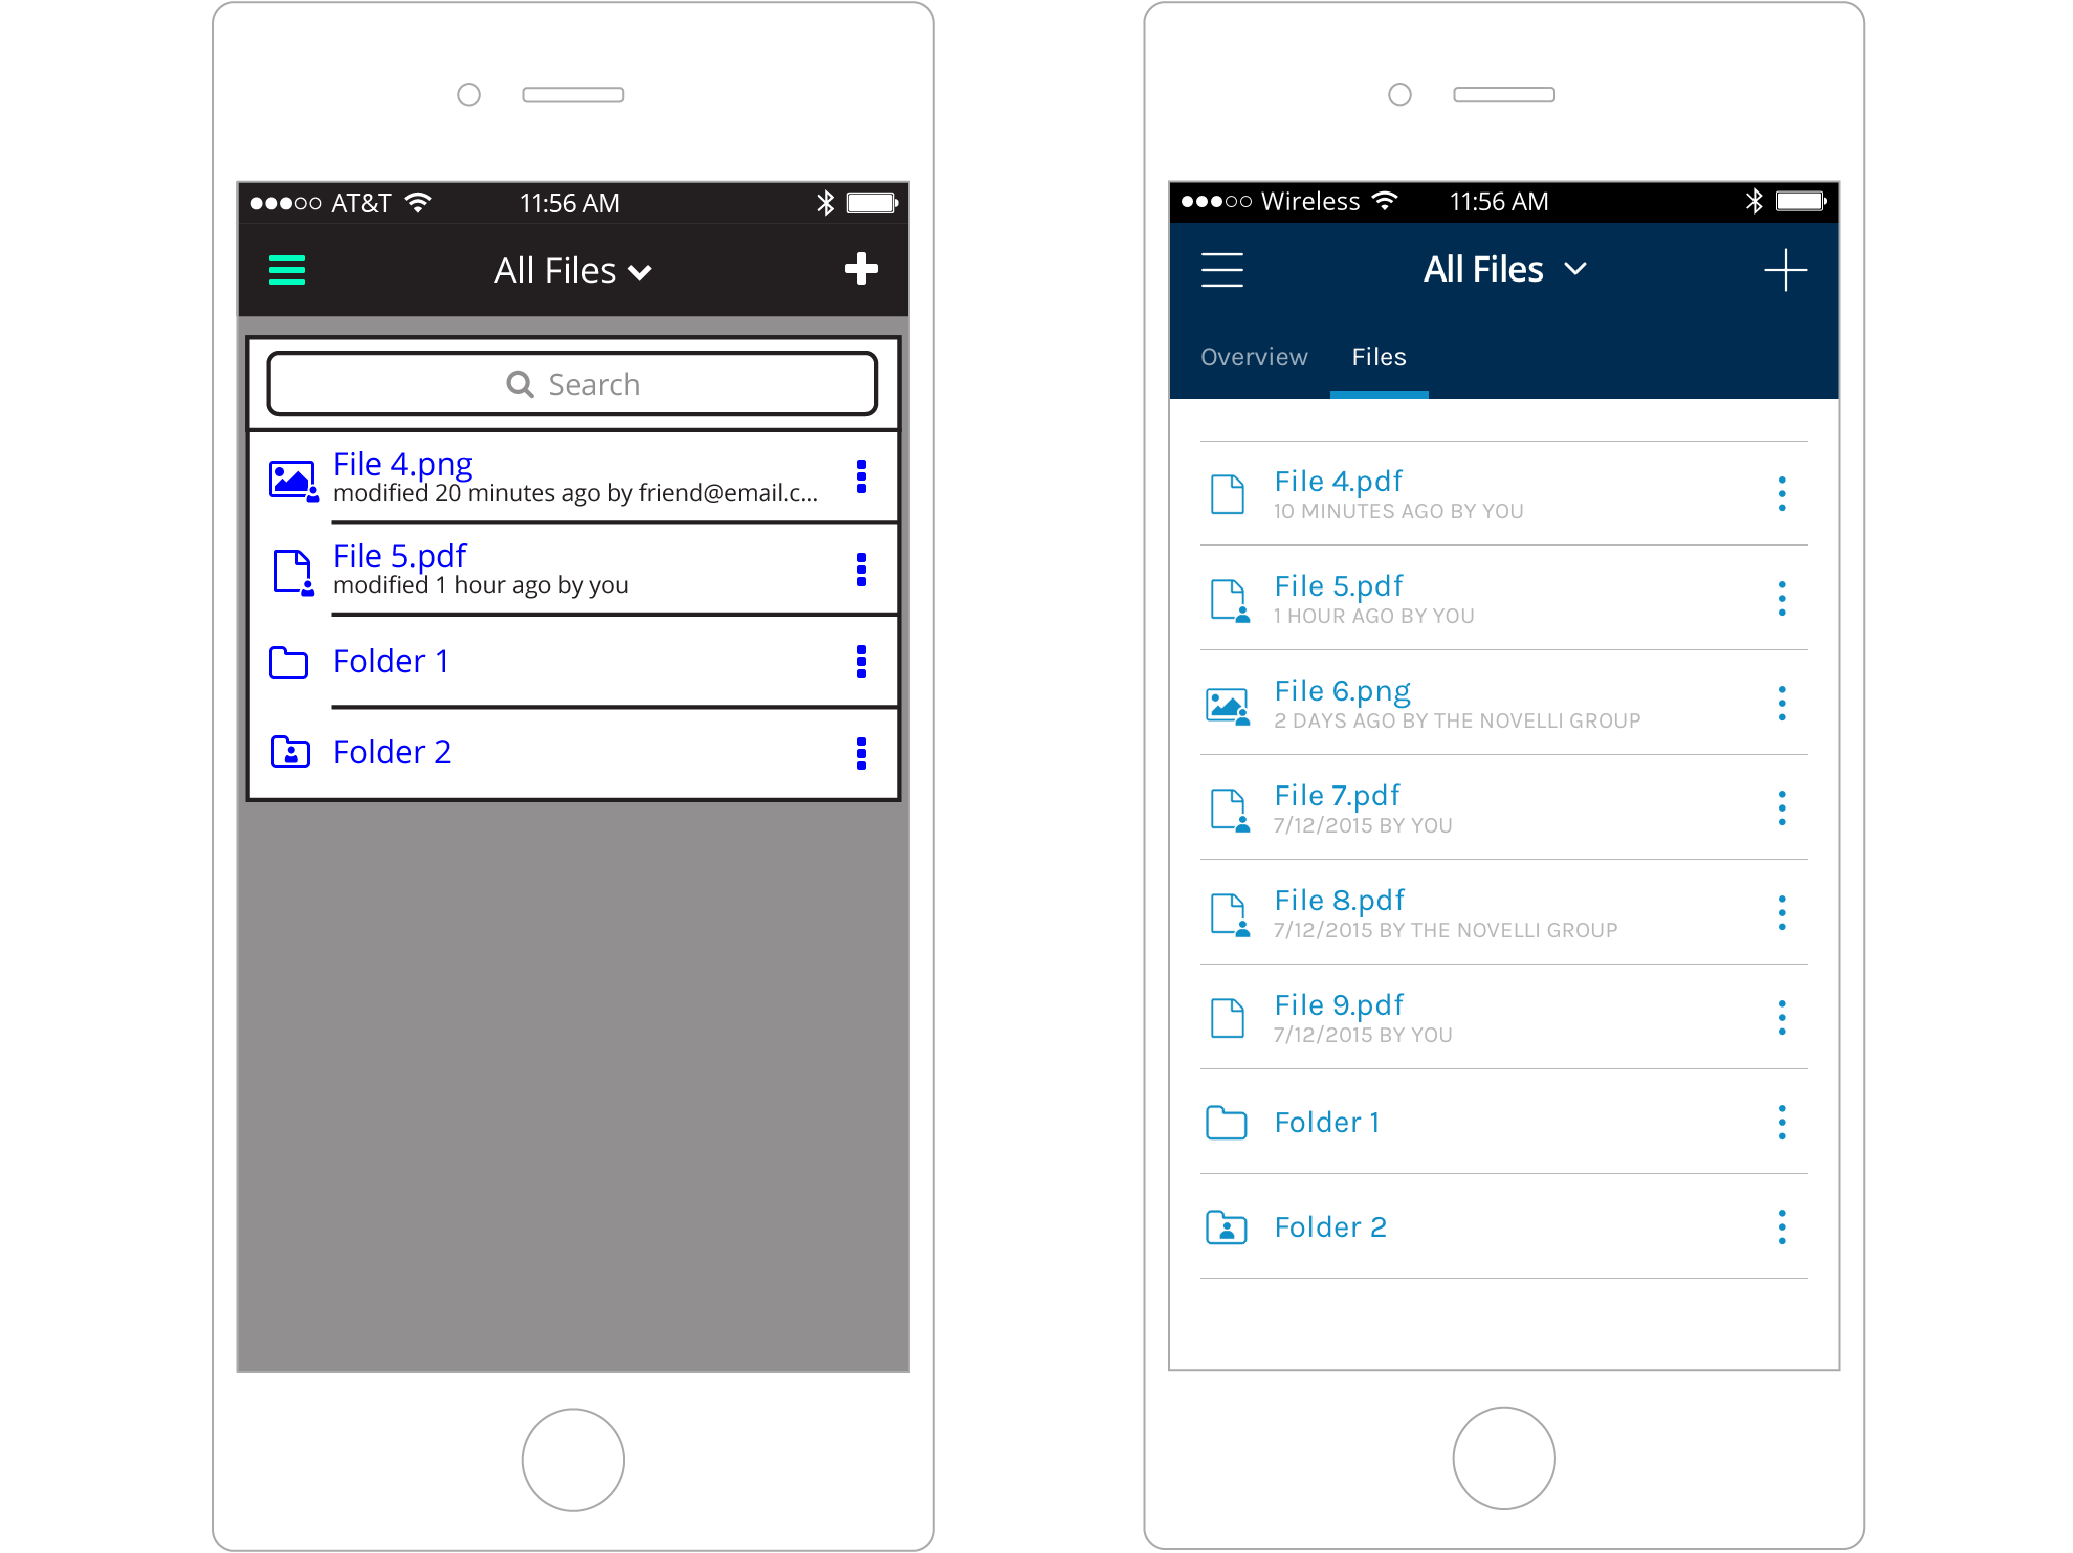 AT&T 11:56 AM
All Files
Search
File 4.png
modified 20 minutes ago by friend@email.c...
File 5.pdf
modified 1 hour ago by you
Folder 1
Folder 2
Wireless 11:56 AM
All Files
Overview Files
File 4.pdf
10 MINUTES AGO BY YOU
File 5.pdf
1 HOUR AGO BY YOU
File 6.png
2 DAYS AGO BY THE NOVELLI GROUP
File 7.pdf
7/12/2015 BY YOU
File 8.pdf
7/12/2015 BY THE NOVELLI GROUP
File 9.pdf
7/12/2015 BY YOU
Folder 1
Folder 2